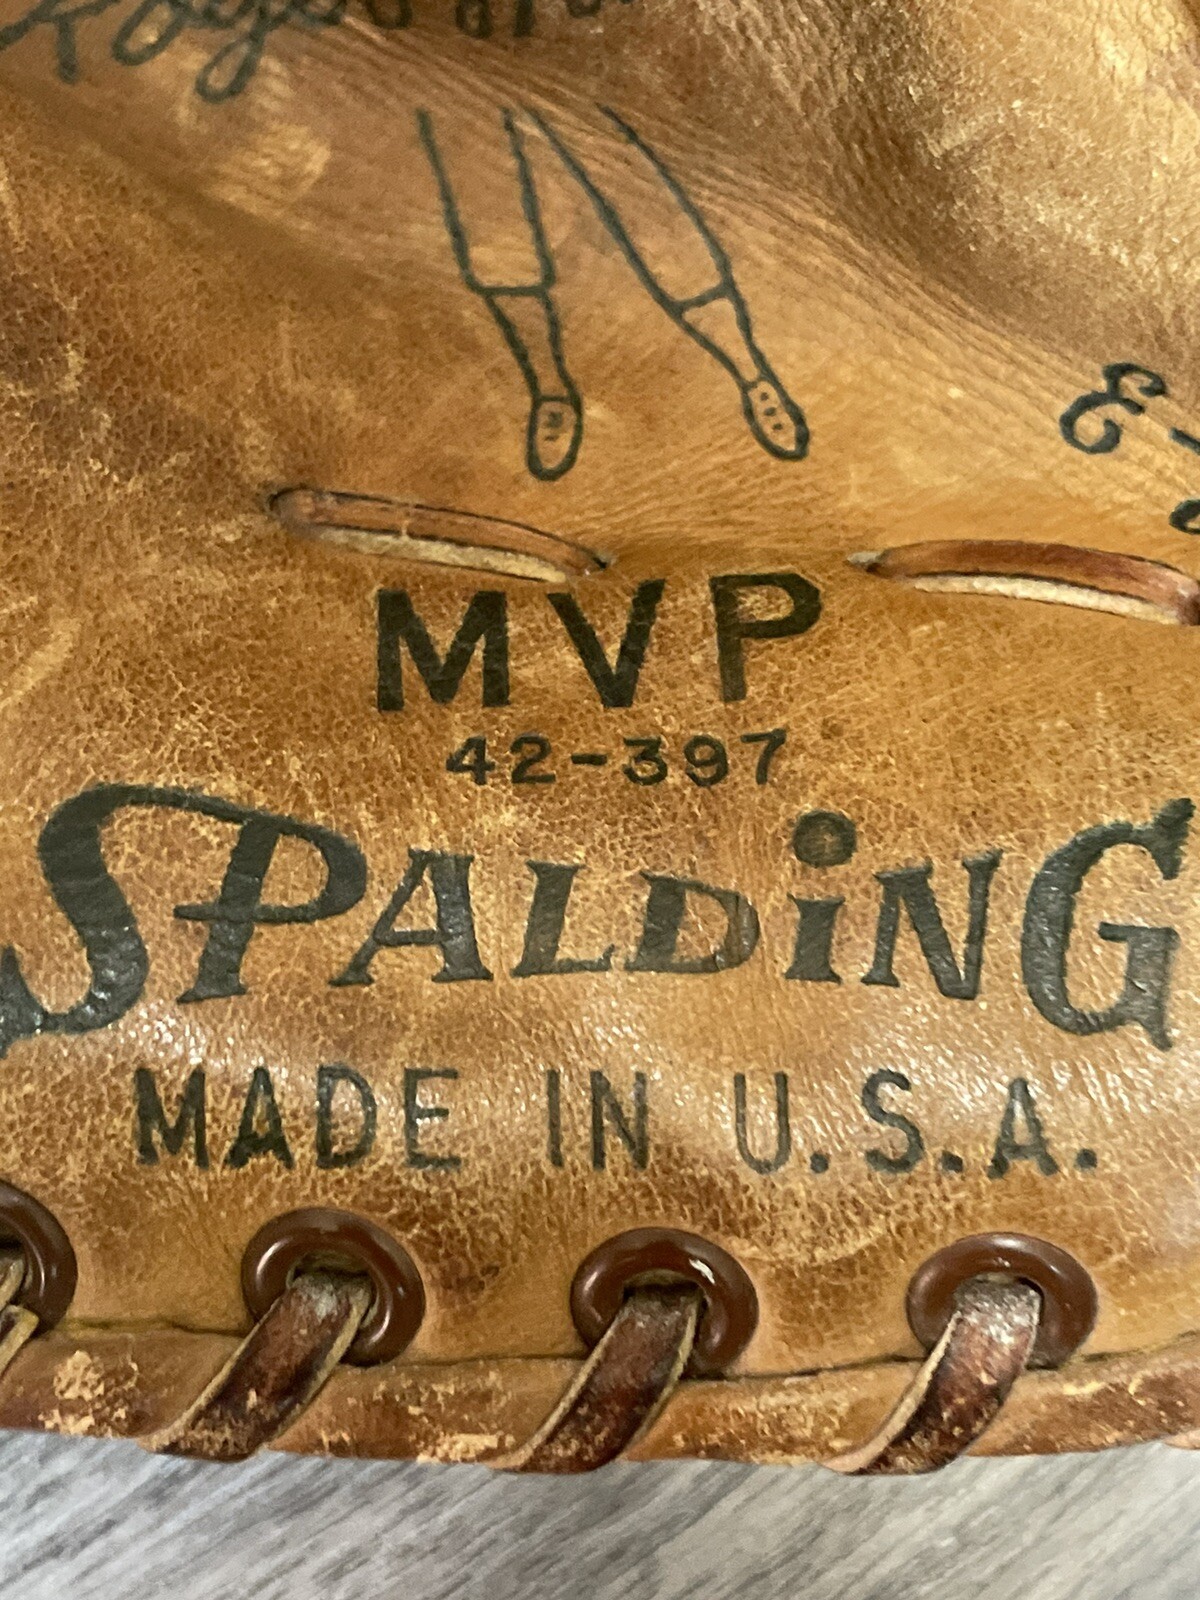 MVP
42-397
SPALDiNG
MADE IN U.S.A.